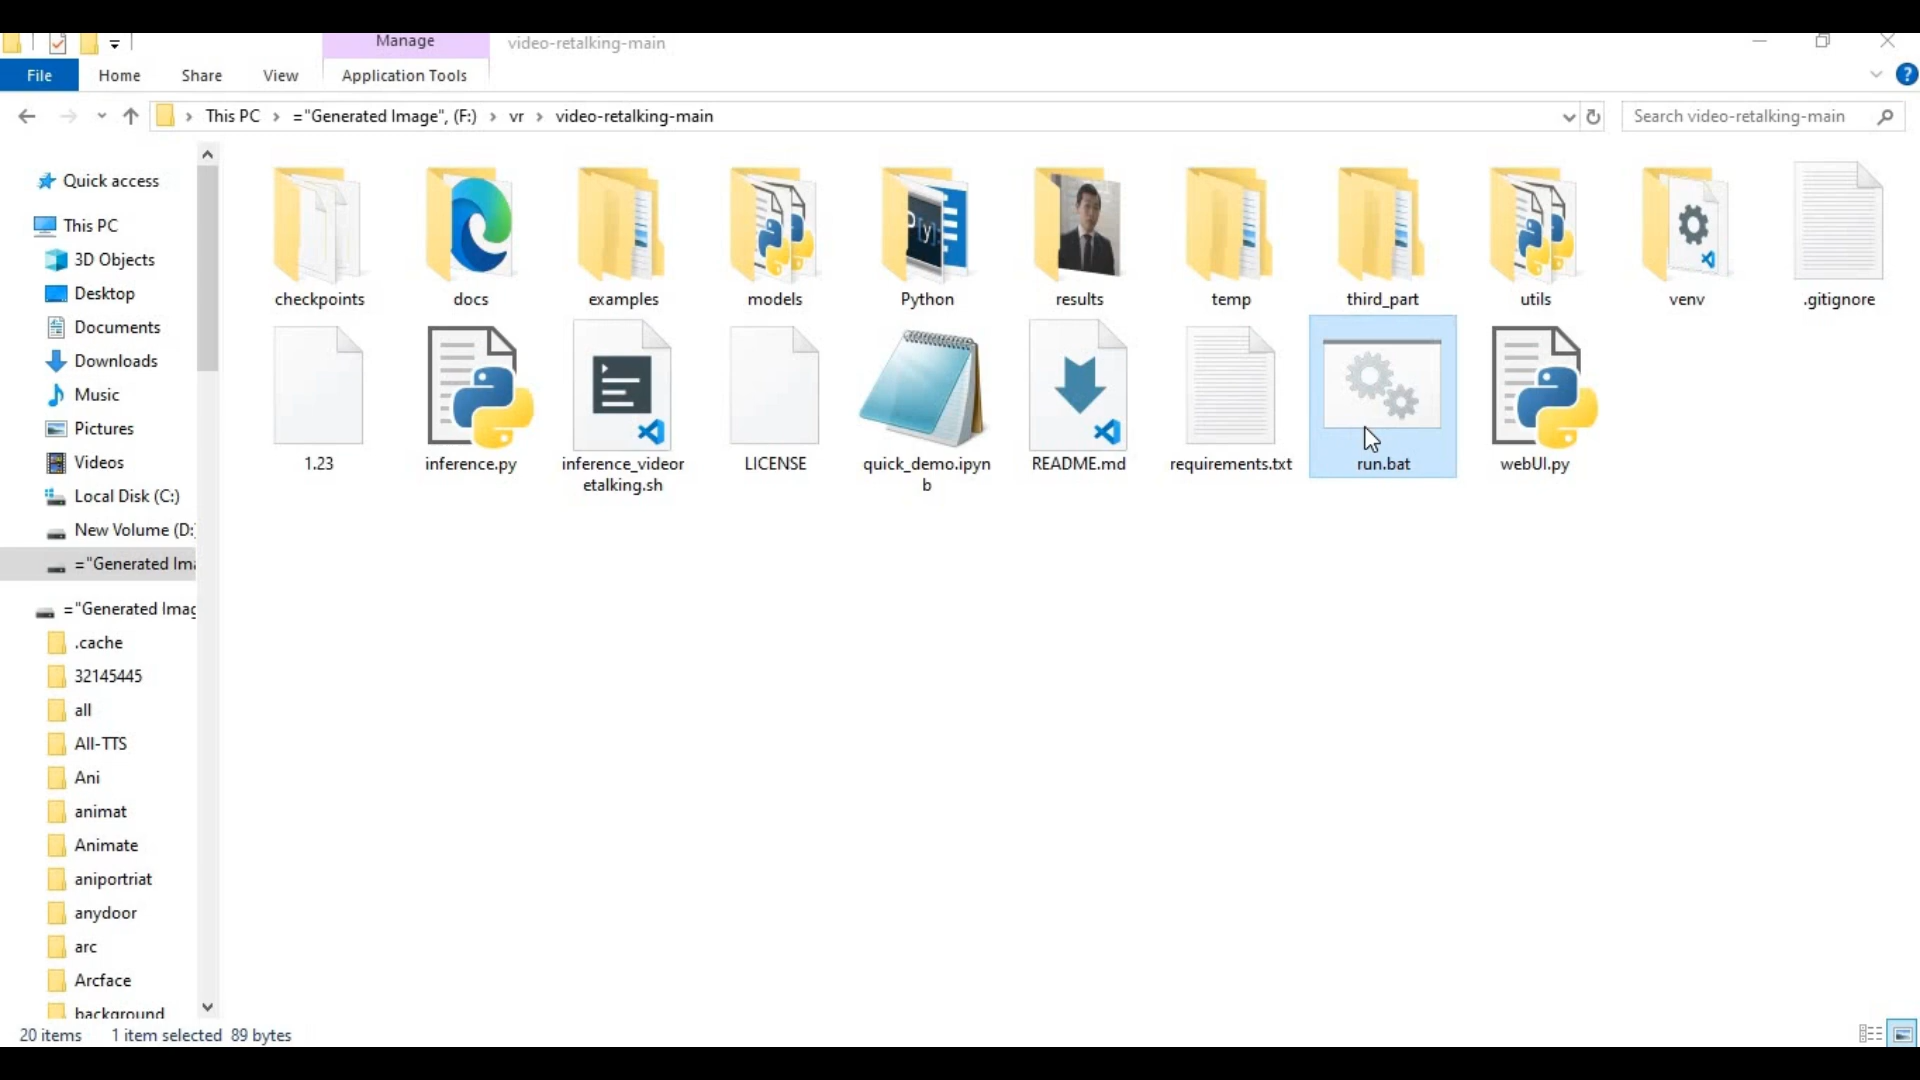 Manage
video-retalking-main
File
Home
Share
View
Application Tools
This PC > ="Generated Image", (F:) > vr > video-retalking-main
Search video-retalking-main
Quick access
This PC
3D Objects
Desktop
Documents
Downloads
Music
Pictures
Videos
Local Disk (C:)
New Volume (D:
="Generated Ima
="Generated Imag
.cache
32145445
all
All-TTS
Ani
animat
Animate
aniportriat
anydoor
arc
Arcface
background
checkpoints
docs
P[y]
examples
models
Python
results
temp
third_part
utils
venv
.gitignore
1.23
inference.py
inference_videor
etalking.sh
LICENSE
quick_demo.ipyn
b
README.md
requirements.txt
run.bat
webUI.py
20 items
1 item selected 89 bytes